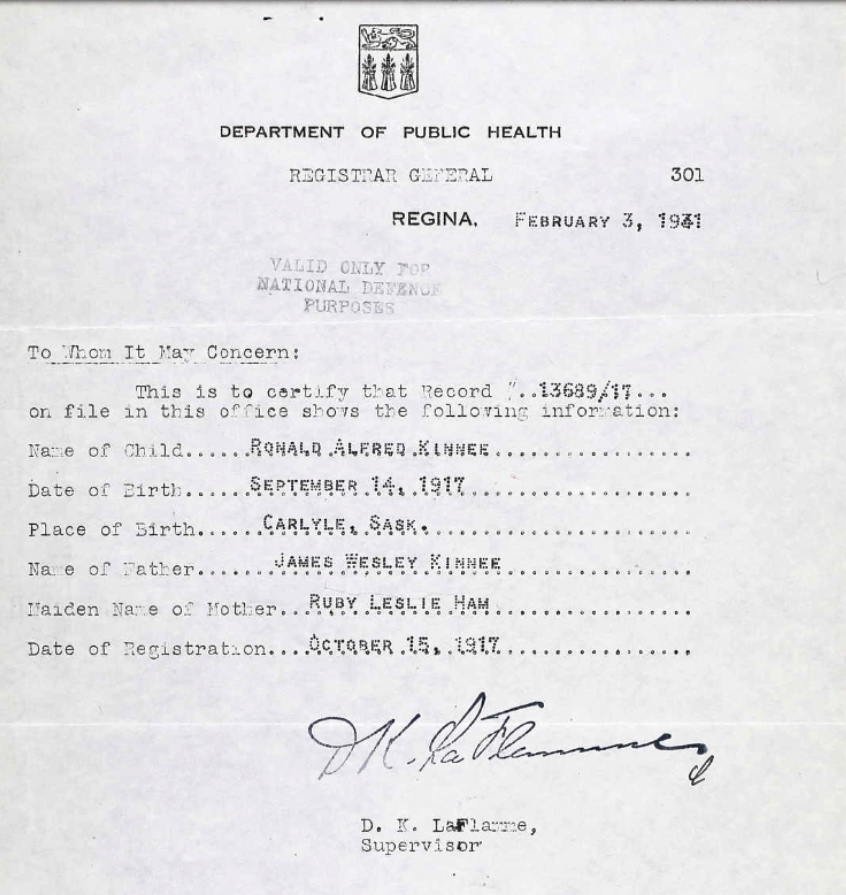 DEPARTMENT OF PUBLIC HEALTH
REGISTRAR GENERAL 301
REGINA, FEBRUARY 3, 1941
VALID ONLY FOR
NATIONAL DEFENCE
PURPOSES
To Whom It May Concern:
This is to certify that Record #..13689/17...
on file in this office shows the following information:
Name of Child......RONALD ALFRED KINNEE....................
Date of Birth......SEPTEMBER 14, 1917......................
Place of Birth......CARLYLE, SASK..........................
Name of Father.......JAMES WESLEY KINNEE...................
Maiden Name of Mother...RUBY LESLIE HAM....................
Date of Registration....OCTOBER 15, 1917...................
D. K. LaFlamme
D. K. LaFlamme,
Supervisor